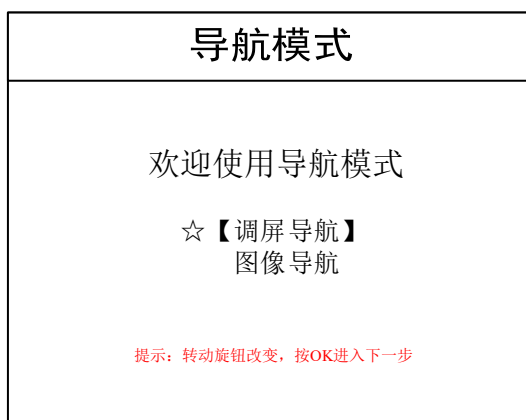 导航模式
欢迎使用导航模式
☆【调屏导航】
图像导航
提示：转动旋钮改变，按OK进入下一步